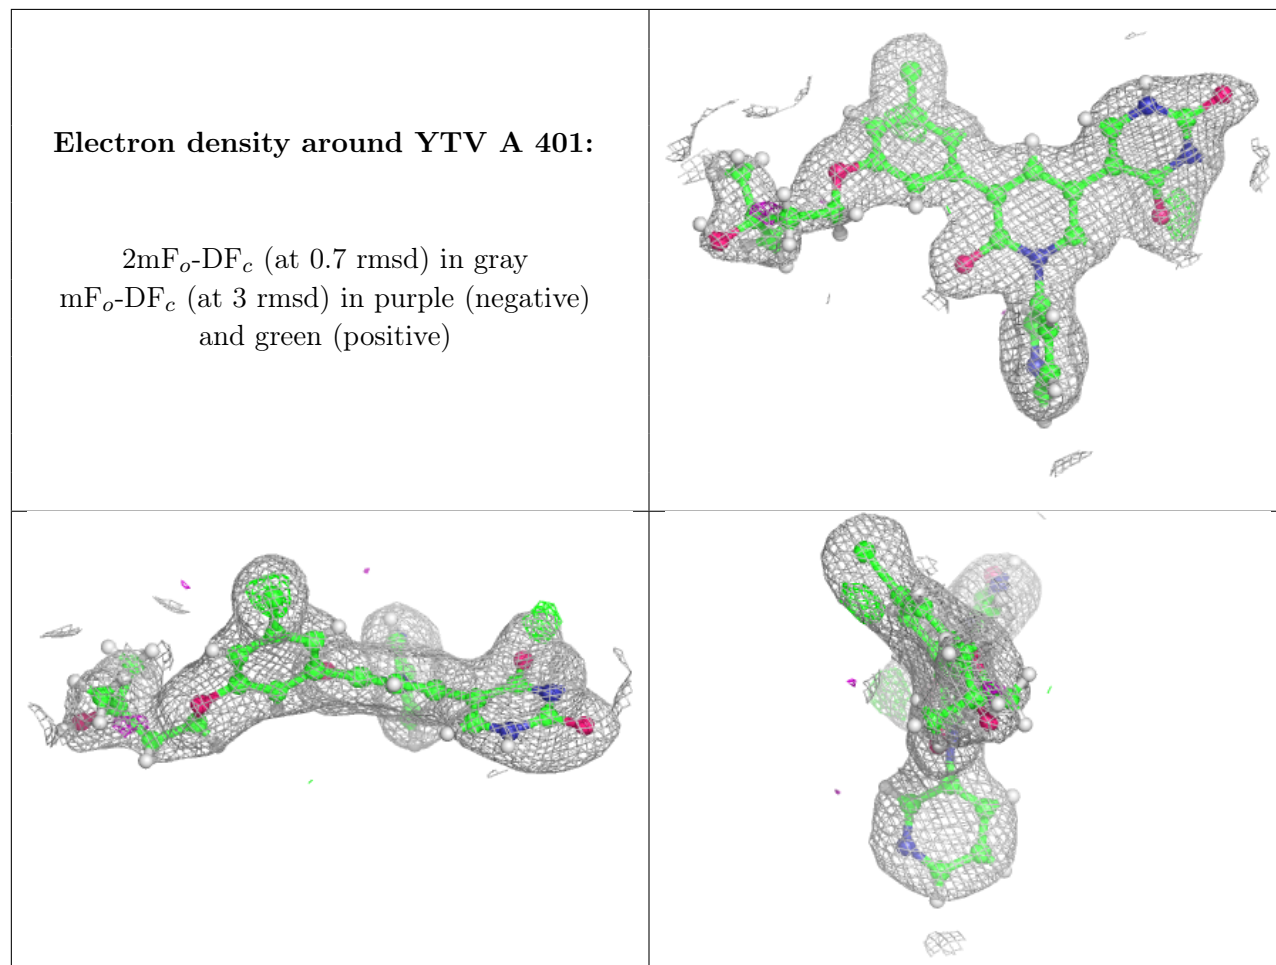 Electron density around YTV A 401:
2mFo-DFc (at 0.7 rmsd) in gray
mFo-DFc (at 3 rmsd) in purple (negative)
and green (positive)